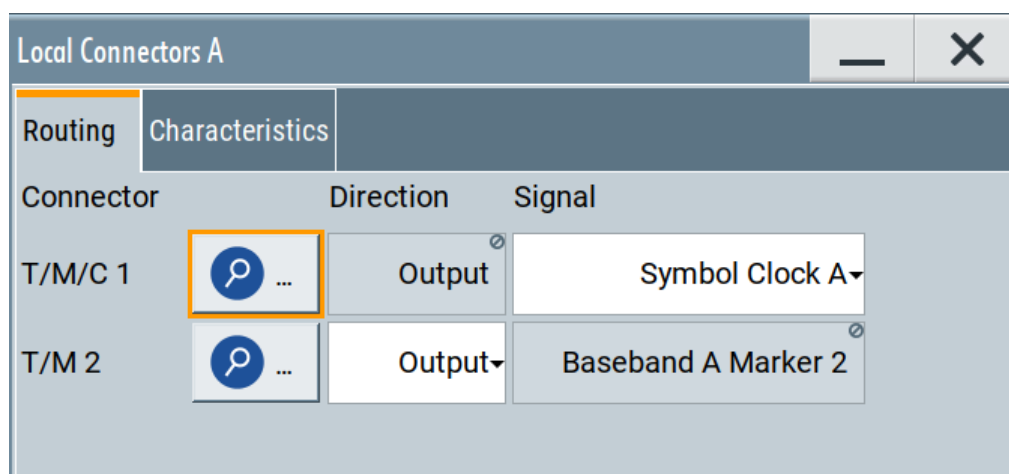 Local Connectors A
Routing Characteristics
Connector Direction Signal
T/M/C 1 ... Output Symbol Clock A
T/M 2 ... Output Baseband A Marker 2